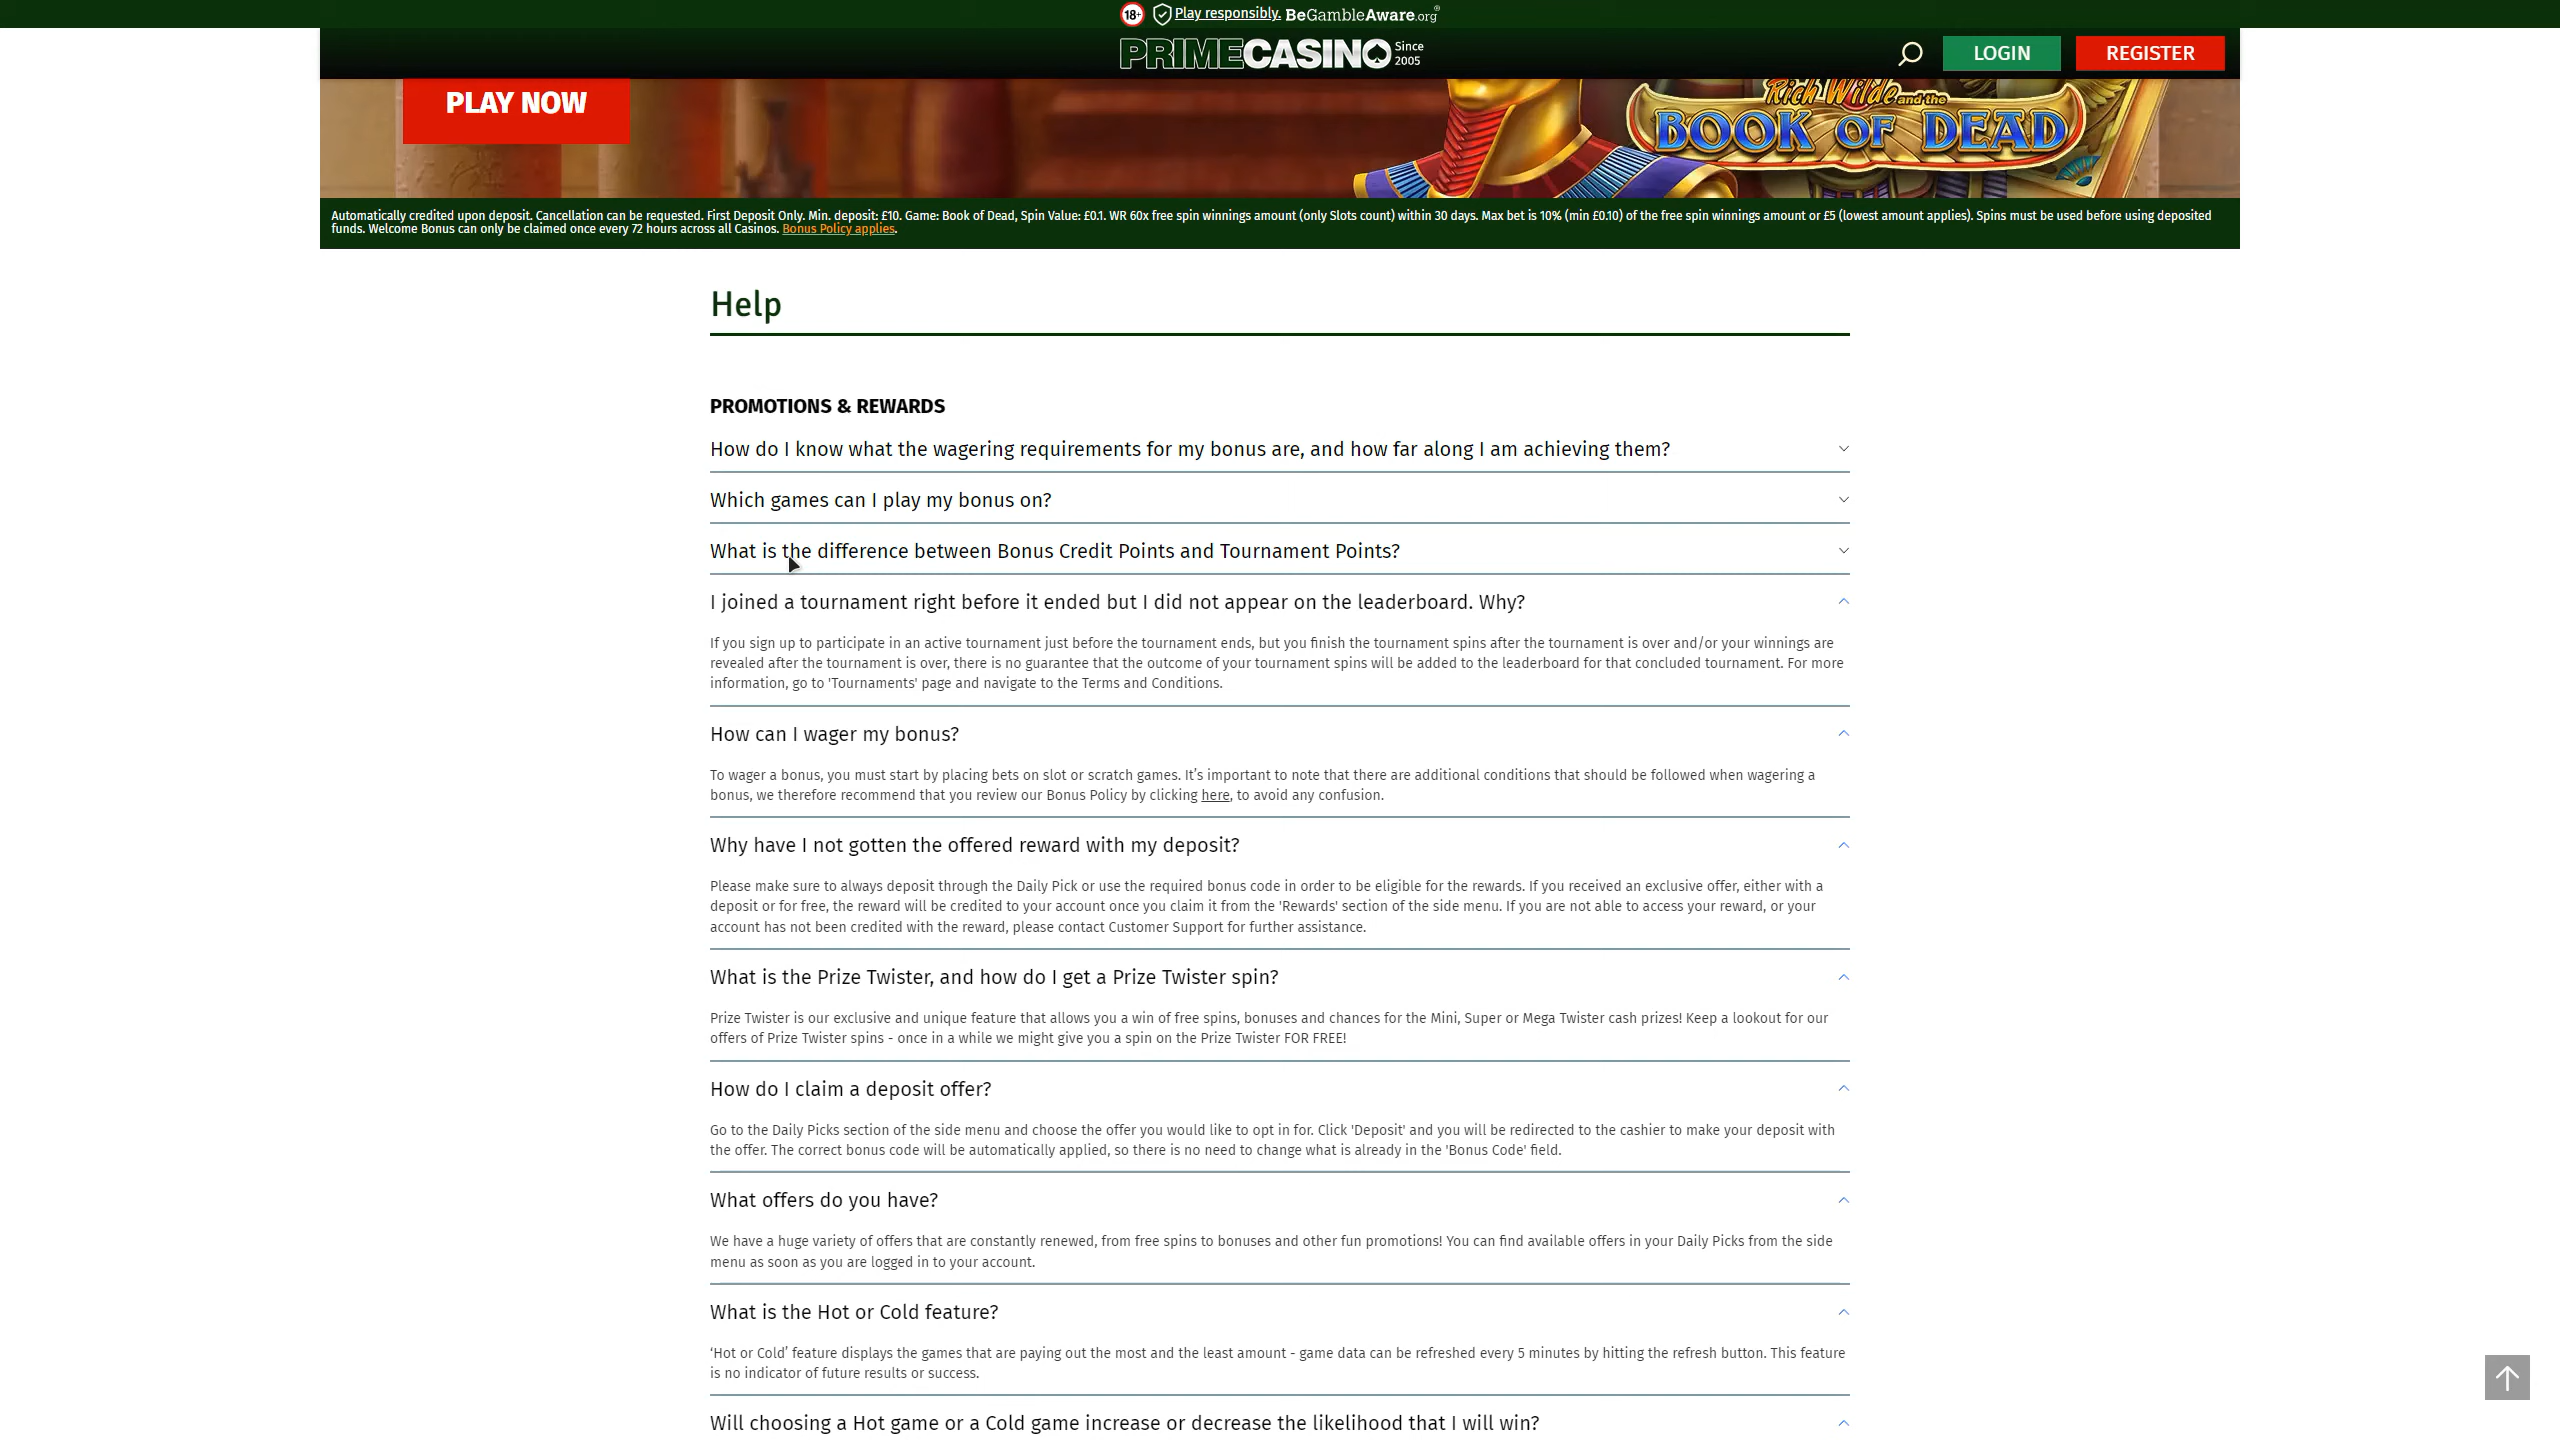 18+ Play responsibly. BeGambleAware.org®
PRIMECASINO Since 2005
LOGIN
REGISTER
PLAY NOW
Rich Wilde and the
BOOK OF DEAD
Automatically credited upon deposit. Cancellation can be requested. First Deposit Only. Min. deposit: £10. Game: Book of Dead, Spin Value: £0.1. WR 60x free spin winnings amount (only Slots count) within 30 days. Max bet is 10% (min £0.10) of the free spin winnings amount or £5 (lowest amount applies). Spins must be used before using deposited
funds. Welcome Bonus can only be claimed once every 72 hours across all Casinos. Bonus Policy applies.
Help
PROMOTIONS & REWARDS
How do I know what the wagering requirements for my bonus are, and how far along I am achieving them?
Which games can I play my bonus on?
What is the difference between Bonus Credit Points and Tournament Points?
I joined a tournament right before it ended but I did not appear on the leaderboard. Why?
If you sign up to participate in an active tournament just before the tournament ends, but you finish the tournament spins after the tournament is over and/or your winnings are
revealed after the tournament is over, there is no guarantee that the outcome of your tournament spins will be added to the leaderboard for that concluded tournament. For more
information, go to 'Tournaments' page and navigate to the Terms and Conditions.
How can I wager my bonus?
To wager a bonus, you must start by placing bets on slot or scratch games. It’s important to note that there are additional conditions that should be followed when wagering a
bonus, we therefore recommend that you review our Bonus Policy by clicking here, to avoid any confusion.
Why have I not gotten the offered reward with my deposit?
Please make sure to always deposit through the Daily Pick or use the required bonus code in order to be eligible for the rewards. If you received an exclusive offer, either with a
deposit or for free, the reward will be credited to your account once you claim it from the 'Rewards' section of the side menu. If you are not able to access your reward, or your
account has not been credited with the reward, please contact Customer Support for further assistance.
What is the Prize Twister, and how do I get a Prize Twister spin?
Prize Twister is our exclusive and unique feature that allows you a win of free spins, bonuses and chances for the Mini, Super or Mega Twister cash prizes! Keep a lookout for our
offers of Prize Twister spins - once in a while we might give you a spin on the Prize Twister FOR FREE!
How do I claim a deposit offer?
Go to the Daily Picks section of the side menu and choose the offer you would like to opt in for. Click 'Deposit' and you will be redirected to the cashier to make your deposit with
the offer. The correct bonus code will be automatically applied, so there is no need to change what is already in the 'Bonus Code' field.
What offers do you have?
We have a huge variety of offers that are constantly renewed, from free spins to bonuses and other fun promotions! You can find available offers in your Daily Picks from the side
menu as soon as you are logged in to your account.
What is the Hot or Cold feature?
‘Hot or Cold’ feature displays the games that are paying out the most and the least amount - game data can be refreshed every 5 minutes by hitting the refresh button. This feature
is no indicator of future results or success.
Will choosing a Hot game or a Cold game increase or decrease the likelihood that I will win?